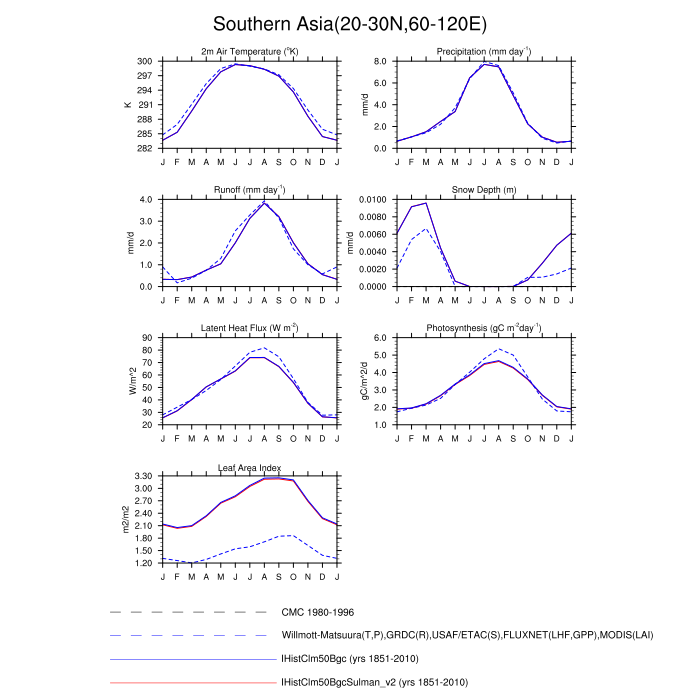 Southern Asia(20-30N,60-120E)
2m Air Temperature (°K)
300
297
294
291
288
285
282
K
J F M A M J J A S O N D J
Precipitation (mm day-1)
8.0
6.0
4.0
2.0
0.0
mm/d
J F M A M J J A S O N D J
Runoff (mm day-1)
4.0
3.0
2.0
1.0
0.0
mm/d
J F M A M J J A S O N D J
Snow Depth (m)
0.0100
0.0080
0.0060
0.0040
0.0020
0.0000
mm/d
J F M A M J J A S O N D J
Latent Heat Flux (W m-2)
90
80
70
60
50
40
30
20
W/m^2
J F M A M J J A S O N D J
Photosynthesis (gC m-2day-1)
6.0
5.0
4.0
3.0
2.0
1.0
gC/m^2/d
J F M A M J J A S O N D J
Leaf Area Index
3.30
3.00
2.70
2.40
2.10
1.80
1.50
1.20
m2/m2
J F M A M J J A S O N D J
CMC 1980-1996
Willmott-Matsuura(T,P),GRDC(R),USAF/ETAC(S),FLUXNET(LHF,GPP),MODIS(LAI)
IHistClm50Bgc (yrs 1851-2010)
IHistClm50BgcSulman_v2 (yrs 1851-2010)